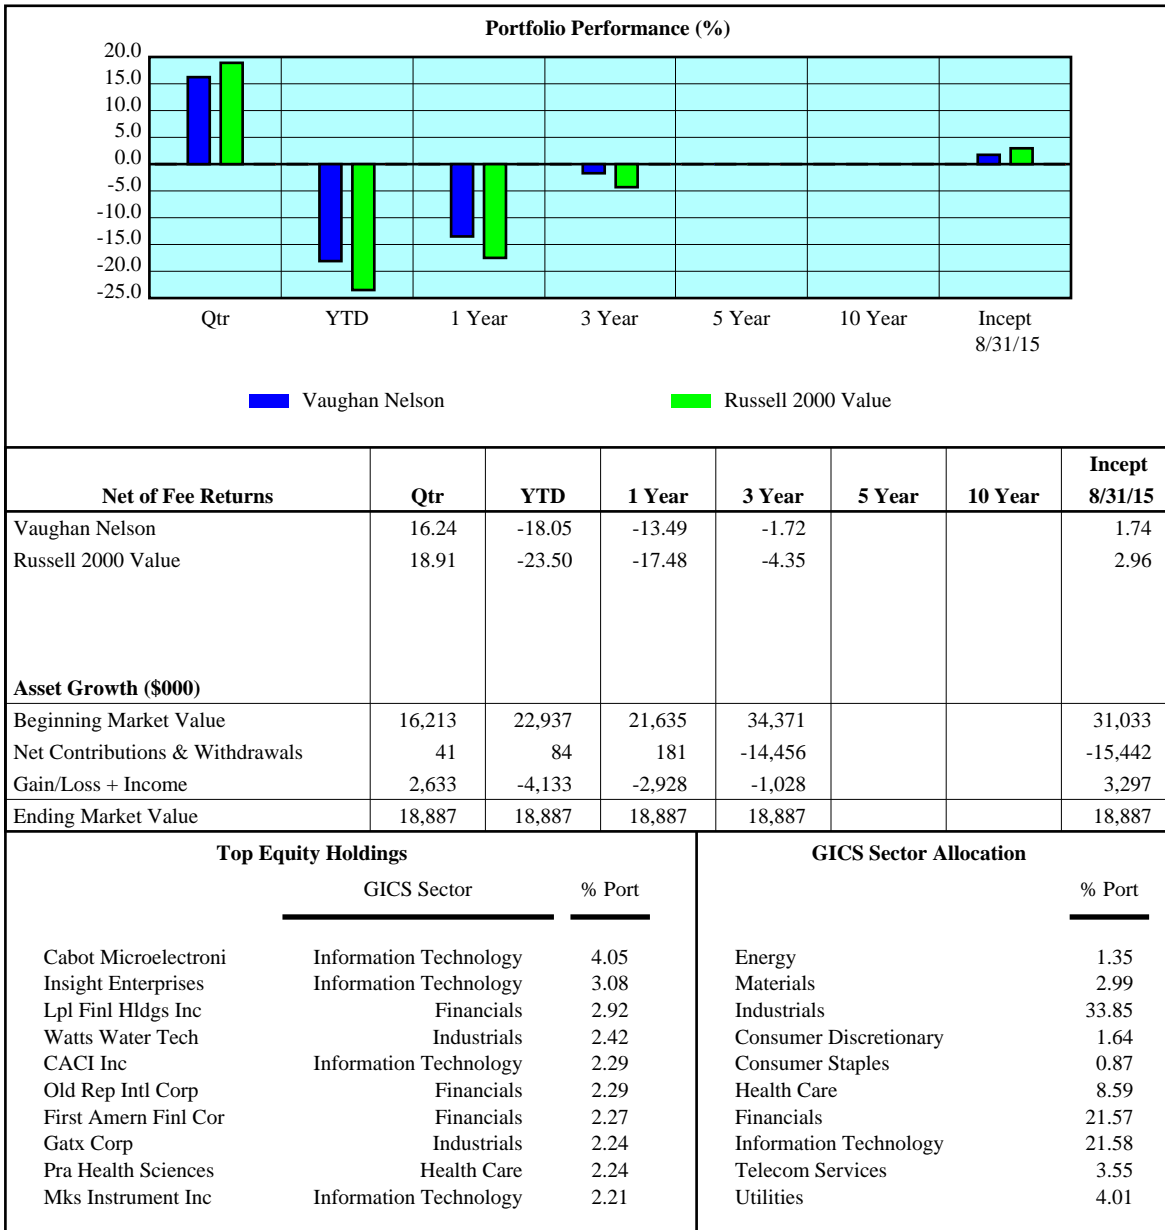 Portfolio Performance (%)
20.0
15.0
10.0
5.0
0.0
-5.0
-10.0
-15.0
-20.0
-25.0
Qtr YTD 1 Year 3 Year 5 Year 10 Year Incept
8/31/15
Vaughan Nelson Russell 2000 Value
Incept
Net of Fee Returns Qtr YTD 1 Year 3 Year 5 Year 10 Year 8/31/15
Vaughan Nelson 16.24 -18.05 -13.49 -1.72 1.74
Russell 2000 Value 18.91 -23.50 -17.48 -4.35 2.96
Asset Growth ($000)
Beginning Market Value 16,213 22,937 21,635 34,371 31,033
Net Contributions & Withdrawals 41 84 181 -14,456 -15,442
Gain/Loss + Income 2,633 -4,133 -2,928 -1,028 3,297
Ending Market Value 18,887 18,887 18,887 18,887 18,887
Top Equity Holdings
GICS Sector % Port
Cabot Microelectroni Information Technology 4.05
Insight Enterprises Information Technology 3.08
Lpl Finl Hldgs Inc Financials 2.92
Watts Water Tech Industrials 2.42
CACI Inc Information Technology 2.29
Old Rep Intl Corp Financials 2.29
First Amern Finl Cor Financials 2.27
Gatx Corp Industrials 2.24
Pra Health Sciences Health Care 2.24
Mks Instrument Inc Information Technology 2.21
GICS Sector Allocation
% Port
Energy 1.35
Materials 2.99
Industrials 33.85
Consumer Discretionary 1.64
Consumer Staples 0.87
Health Care 8.59
Financials 21.57
Information Technology 21.58
Telecom Services 3.55
Utilities 4.01